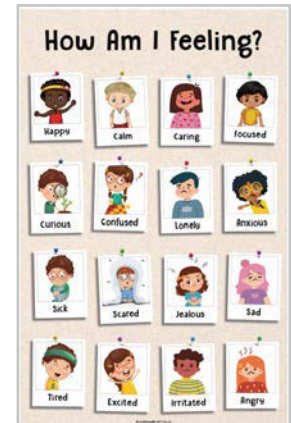 How Am I Feeling?
Happy
Calm
Caring
Focused
Curious
Confused
Lonely
Anxious
Sick
Scared
Jealous
Sad
Tired
Excited
Irritated
Angry